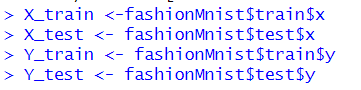 > X_train <-fashionMnist$train$x
> X_test <- fashionMnist$test$x
> Y_train <- fashionMnist$train$y
> Y_test <- fashionMnist$test$y